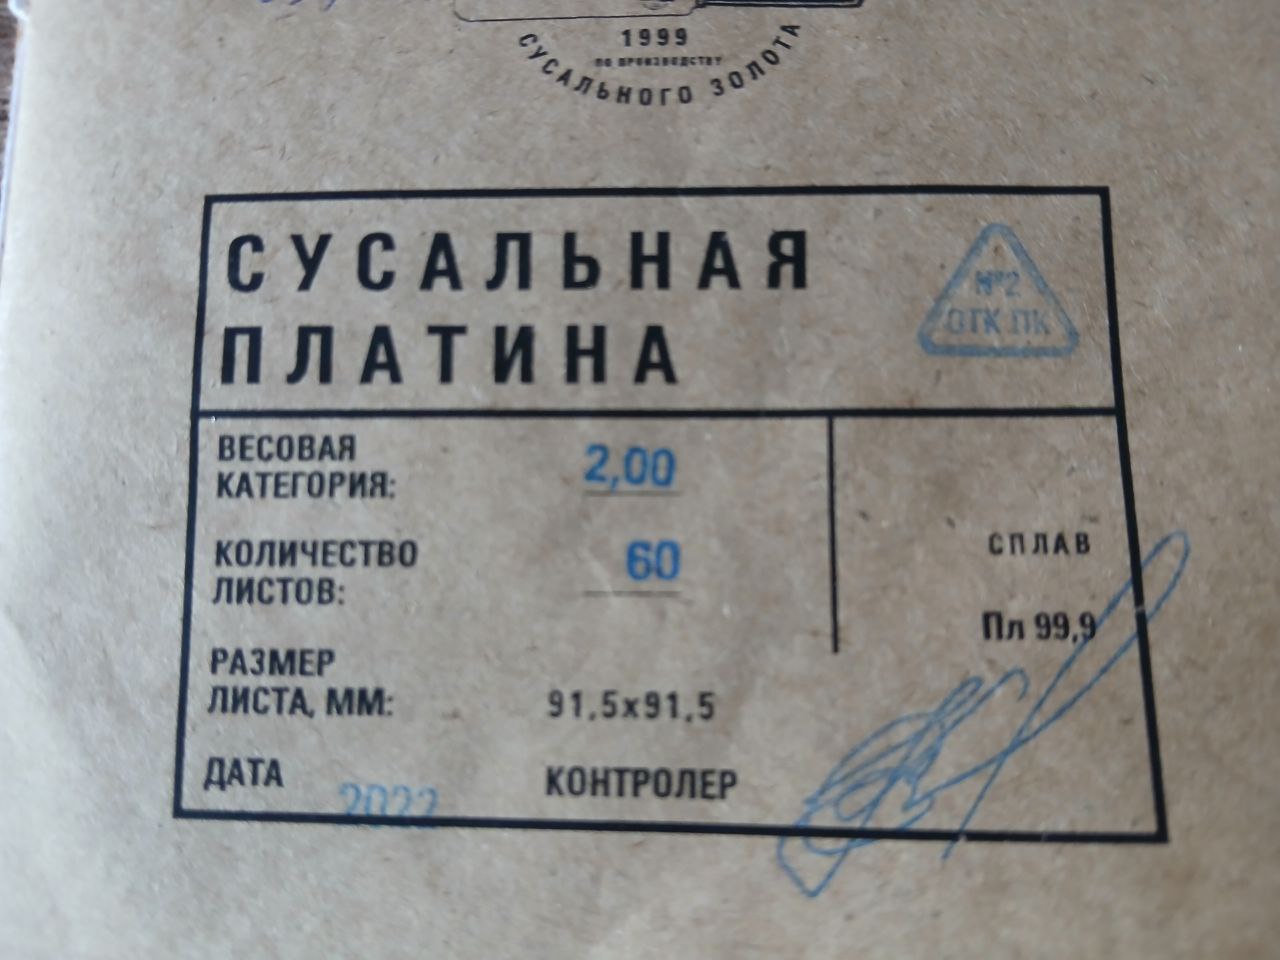 1999
ПО ПРОИЗВОДСТВУ
СУСАЛЬНОГО ЗОЛОТА
СУСАЛЬНАЯ
ПЛАТИНА
№2
ОТК ПК
ВЕСОВАЯ
КАТЕГОРИЯ: 2,00
КОЛИЧЕСТВО
ЛИСТОВ: 60
СПЛАВ
Пл 99,9
РАЗМЕР
ЛИСТА, ММ: 91,5х91,5
ДАТА 2022 КОНТРОЛЕР